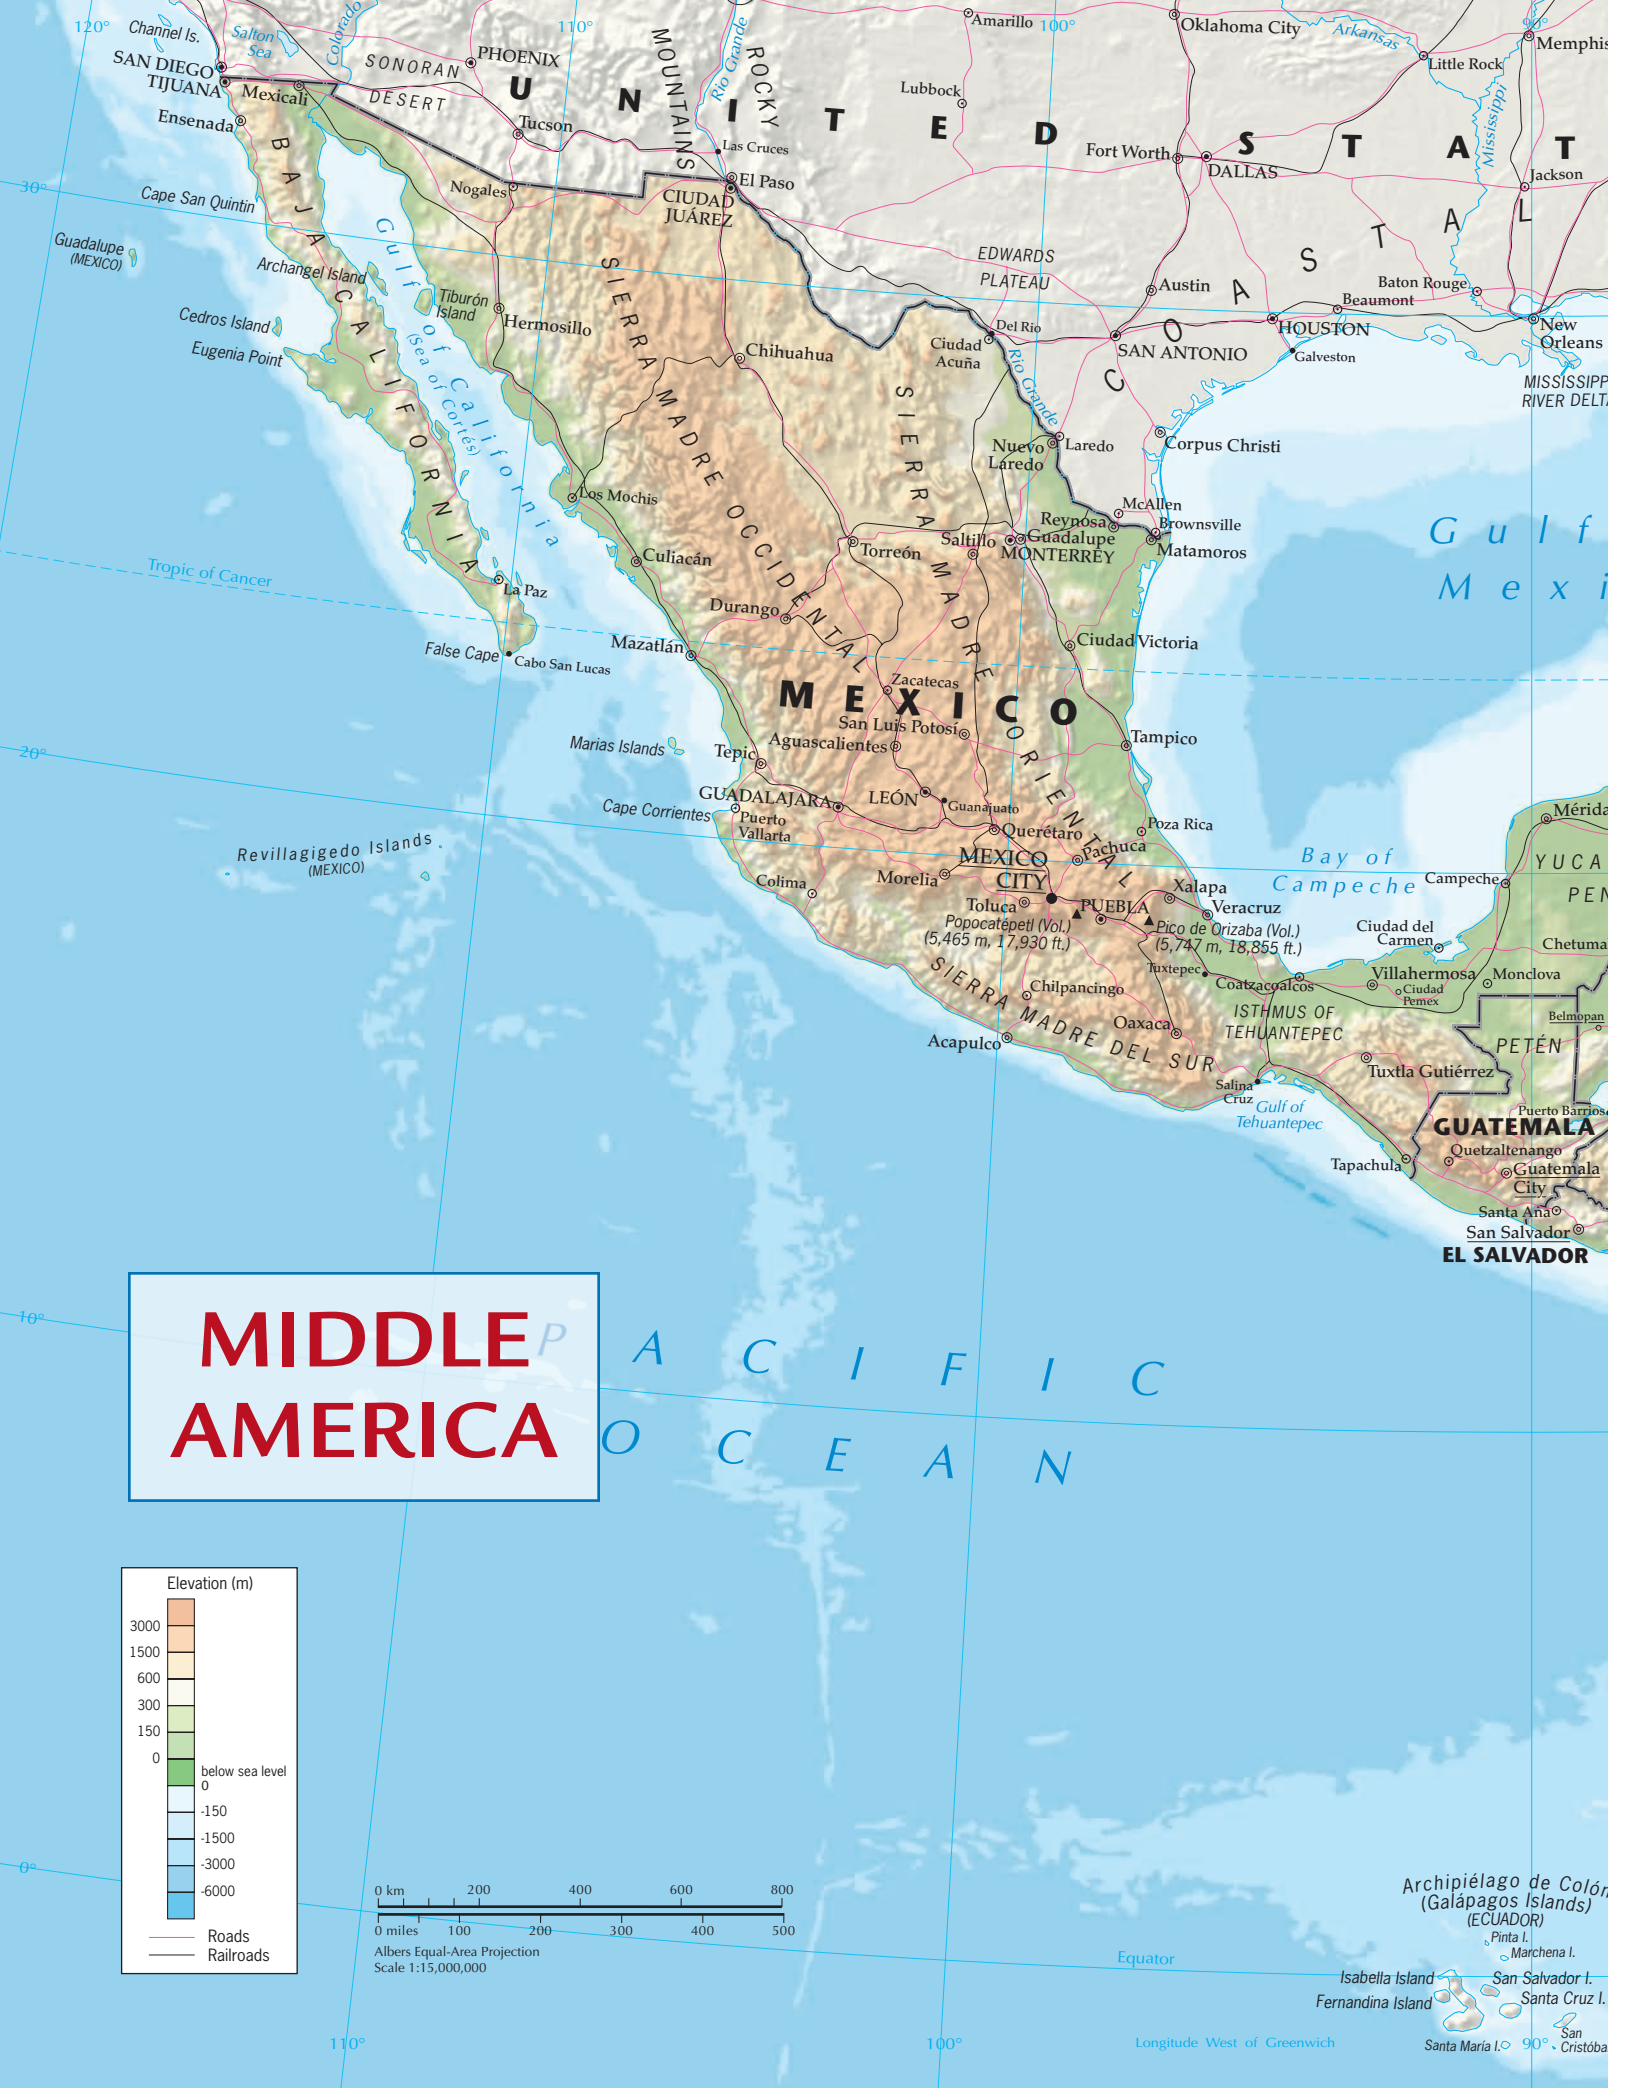 120°
110°
100°
90°
Channel Is.
Salton
Sea
Colorado
SONORAN
DESERT
PHOENIX
MOUNTAINS
ROCKY
Rio Grande
Amarillo
Oklahoma City
Arkansas
Memphis
Little Rock
SAN DIEGO
TIJUANA
Mexicali
UNITED STAT
Lubbock
Mississippi
Ensenada
Tucson
Las Cruces
Fort Worth
DALLAS
Jackson
30°
Cape San Quintin
Nogales
El Paso
CIUDAD
JUÁREZ
COASTAL
Guadalupe
(MEXICO)
BAJA CALIFORNIA
Archangel Island
Gulf of California
(Sea of Cortés)
Tiburón
Island
Hermosillo
SIERRA MADRE OCCIDENTAL
EDWARDS
PLATEAU
Austin
Baton Rouge
Beaumont
Cedros Island
Eugenia Point
Chihuahua
Ciudad
Acuña
Del Rio
SAN ANTONIO
HOUSTON
Galveston
New
Orleans
MISSISSIPP
RIVER DELTA
Rio Grande
SIERRA MADRE ORIENTAL
Nuevo
Laredo
Laredo
Corpus Christi
Los Mochis
McAllen
Reynosa
Brownsville
Matamoros
Gulf
Mexi
Culiacán
Torreón
Saltillo
Guadalupe
MONTERREY
Tropic of Cancer
La Paz
Durango
False Cape
Cabo San Lucas
Mazatlán
Ciudad Victoria
MEXICO
Zacatecas
San Luis Potosí
Aguascalientes
Tampico
20°
Marias Islands
Tepic
GUADALAJARA
LEÓN
Guanajuato
Cape Corrientes
Puerto
Vallarta
Querétaro
Poza Rica
Mérida
Revillagigedo Islands
(MEXICO)
MEXICO
CITY
Pachuca
Bay of
Campeche
YUCA
PEN
Campeche
Colima
Morelia
Toluca
PUEBLA
Xalapa
Veracruz
Popocatépetl (Vol.)
(5,465 m, 17,930 ft.)
Pico de Orizaba (Vol.)
(5,747 m, 18,855 ft.)
Ciudad del
Carmen
Chetuma
SIERRA MADRE DEL SUR
Tuxtepec
Coatzacoalcos
Villahermosa
Ciudad
Pemex
Monclova
Chilpancingo
ISTHMUS OF
TEHUANTEPEC
Belmopan
Acapulco
Oaxaca
PETÉN
Tuxtla Gutiérrez
Salina
Cruz
Gulf of
Tehuantepec
Puerto Barrios
GUATEMALA
Tapachula
Quetzaltenango
Guatemala
City
Santa Ana
San Salvador
EL SALVADOR
10°
MIDDLE
AMERICA
PACIFIC
OCEAN
Elevation (m)
3000
1500
600
300
150
0
below sea level
0
-150
-1500
-3000
-6000
Roads
Railroads
0°
0 km 200 400 600 800
0 miles 100 200 300 400 500
Albers Equal-Area Projection
Scale 1:15,000,000
Equator
Archipiélago de Colón
(Galápagos Islands)
(ECUADOR)
Pinta I.
Marchena I.
Isabella Island
San Salvador I.
Fernandina Island
Santa Cruz I.
Santa María I.
San
Cristóba
110°
100°
Longitude West of Greenwich
90°